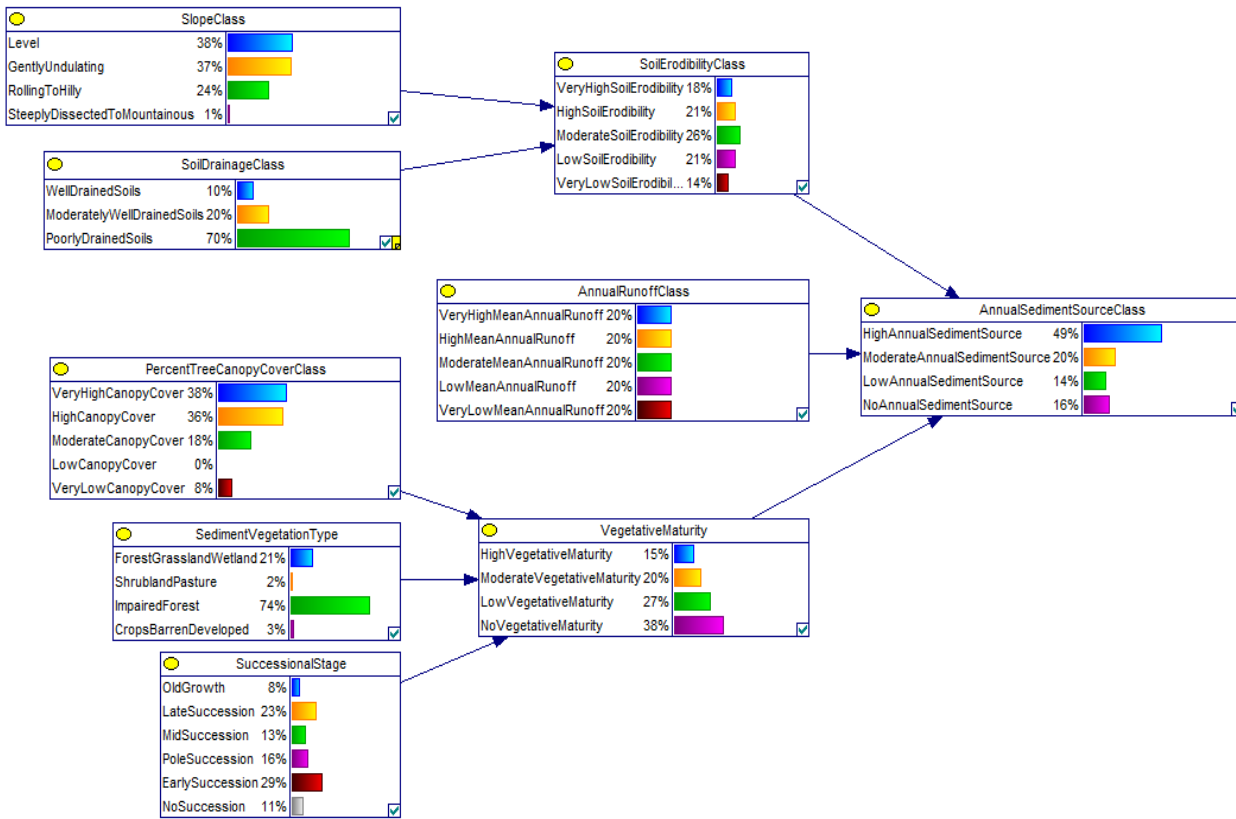 SlopeClass
Level 38%
GentlyUndulating 37%
RollingToHilly 24%
SteeplyDissectedToMountainous 1%
SoilDrainageClass
WellDrainedSoils 10%
ModeratelyWellDrainedSoils 20%
PoorlyDrainedSoils 70%
SoilErodibilityClass
VeryHighSoilErodibility 18%
HighSoilErodibility 21%
ModerateSoilErodibility 26%
LowSoilErodibility 21%
VeryLowSoilErodibil... 14%
AnnualRunoffClass
VeryHighMeanAnnualRunoff 20%
HighMeanAnnualRunoff 20%
ModerateMeanAnnualRunoff 20%
LowMeanAnnualRunoff 20%
VeryLowMeanAnnualRunoff 20%
AnnualSedimentSourceClass
HighAnnualSedimentSource 49%
ModerateAnnualSedimentSource 20%
LowAnnualSedimentSource 14%
NoAnnualSedimentSource 16%
PercentTreeCanopyCoverClass
VeryHighCanopyCover 38%
HighCanopyCover 36%
ModerateCanopyCover 18%
LowCanopyCover 0%
VeryLowCanopyCover 8%
SedimentVegetationType
ForestGrasslandWetland 21%
ShrublandPasture 2%
ImpairedForest 74%
CropsBarrenDeveloped 3%
VegetativeMaturity
HighVegetativeMaturity 15%
ModerateVegetativeMaturity 20%
LowVegetativeMaturity 27%
NoVegetativeMaturity 38%
SuccessionalStage
OldGrowth 8%
LateSuccession 23%
MidSuccession 13%
PoleSuccession 16%
EarlySuccession 29%
NoSuccession 11%